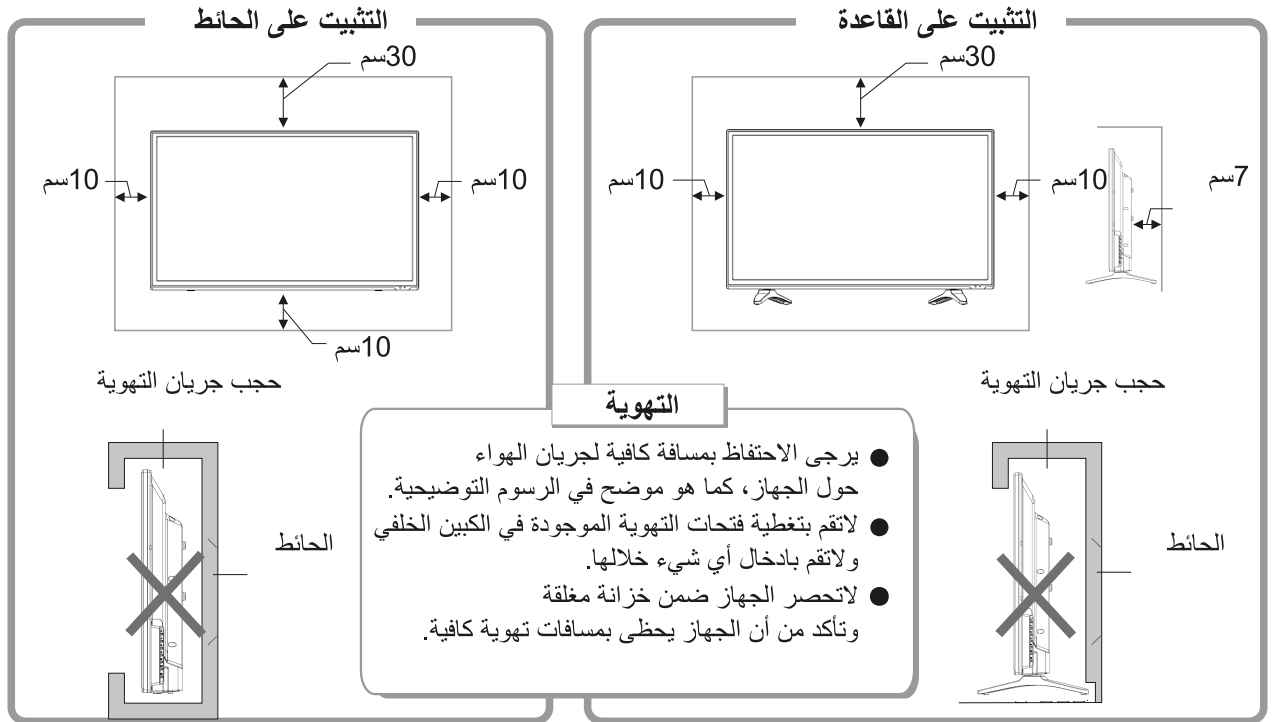 التثبيت على القاعدة
30سم
10سم
10سم
7سم
حجب جريان التهوية
الحائط
التثبيت على الحائط
30سم
10سم
10سم
10سم
حجب جريان التهوية
الحائط
التهوية
● يرجى الاحتفاظ بمسافة كافية لجريان الهواء
حول الجهاز، كما هو موضح في الرسوم التوضيحية.
● لاتقم بتغطية فتحات التهوية الموجودة في الكبين الخلفي
ولاتقم بادخال أي شيء خلالها.
● لاتحصر الجهاز ضمن خزانة مغلقة
وتأكد من أن الجهاز يحظى بمسافات تهوية كافية.